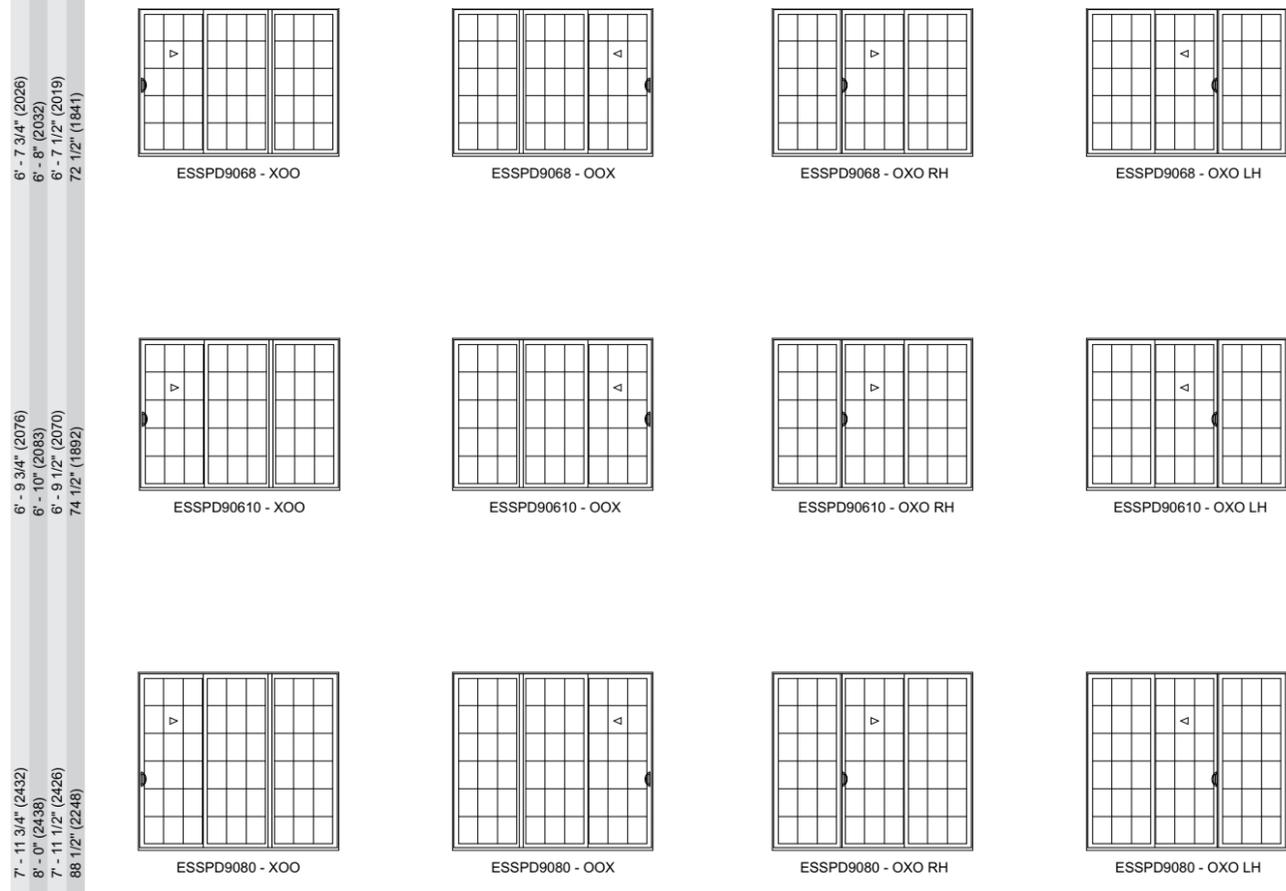 6' - 7 3/4" (2026)
6' - 8" (2032)
6' - 7 1/2" (2019)
72 1/2" (1841)
ESSPD9068 - XOO
ESSPD9068 - OOX
ESSPD9068 - OXO RH
ESSPD9068 - OXO LH
6' - 9 3/4" (2076)
6' - 10" (2083)
6' - 9 1/2" (2070)
74 1/2" (1892)
ESSPD90610 - XOO
ESSPD90610 - OOX
ESSPD90610 - OXO RH
ESSPD90610 - OXO LH
7' - 11 3/4" (2432)
8' - 0" (2438)
7' - 11 1/2" (2426)
88 1/2" (2248)
ESSPD9080 - XOO
ESSPD9080 - OOX
ESSPD9080 - OXO RH
ESSPD9080 - OXO LH